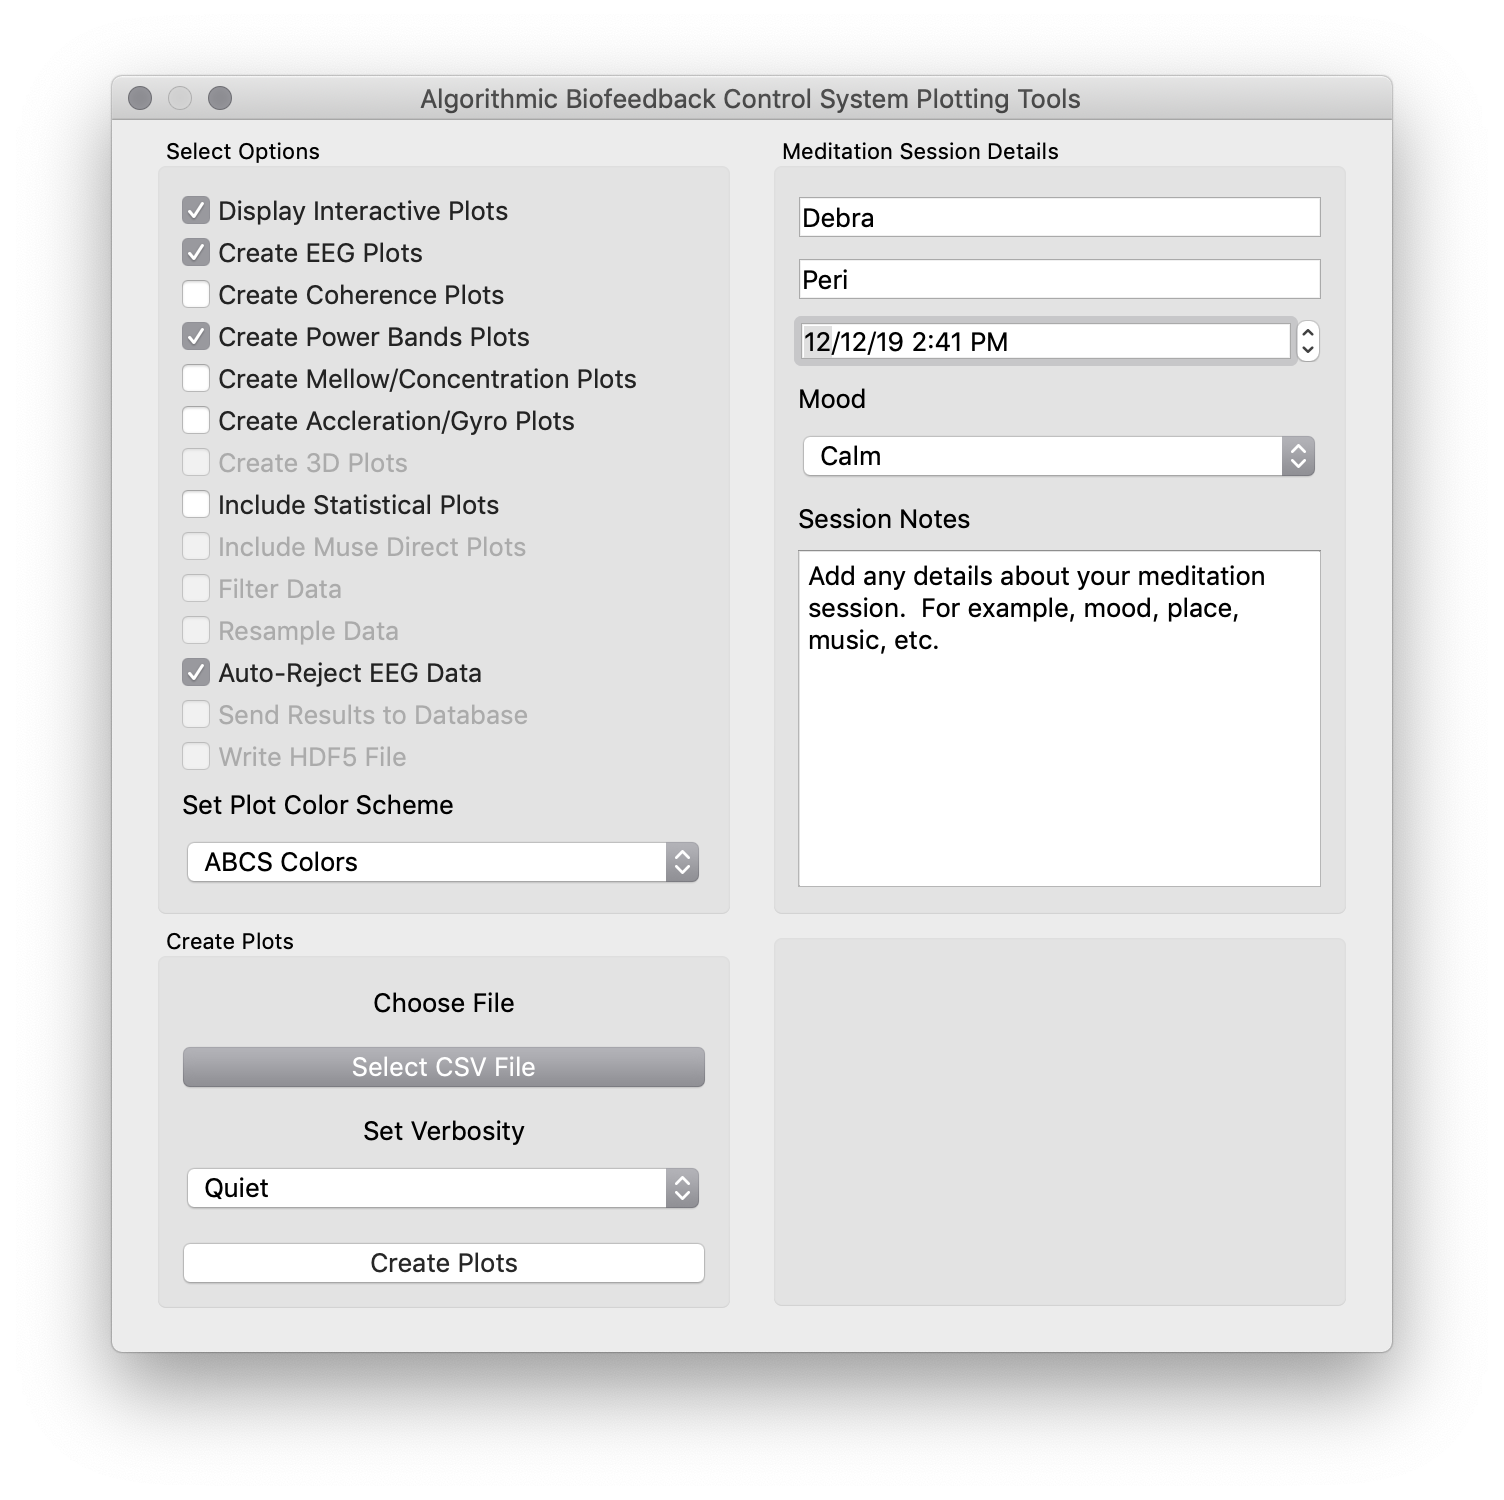 Algorithmic Biofeedback Control System Plotting Tools
Select Options
Display Interactive Plots
Create EEG Plots
Create Coherence Plots
Create Power Bands Plots
Create Mellow/Concentration Plots
Create Accleration/Gyro Plots
Create 3D Plots
Include Statistical Plots
Include Muse Direct Plots
Filter Data
Resample Data
Auto-Reject EEG Data
Send Results to Database
Write HDF5 File
Set Plot Color Scheme
ABCS Colors
Create Plots
Choose File
Select CSV File
Set Verbosity
Quiet
Create Plots
Meditation Session Details
Debra
Peri
12/12/19 2:41 PM
Mood
Calm
Session Notes
Add any details about your meditation
session.  For example, mood, place,
music, etc.